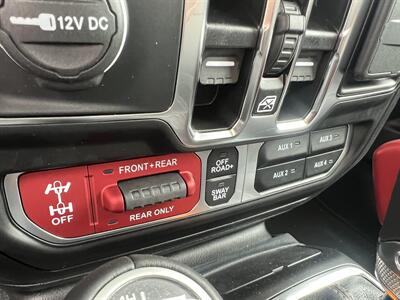 12V DC
FRONT+REAR
OFF
REAR ONLY
OFF
ROAD+
SWAY
BAR
AUX 1
AUX 2
AUX 3
AUX 4